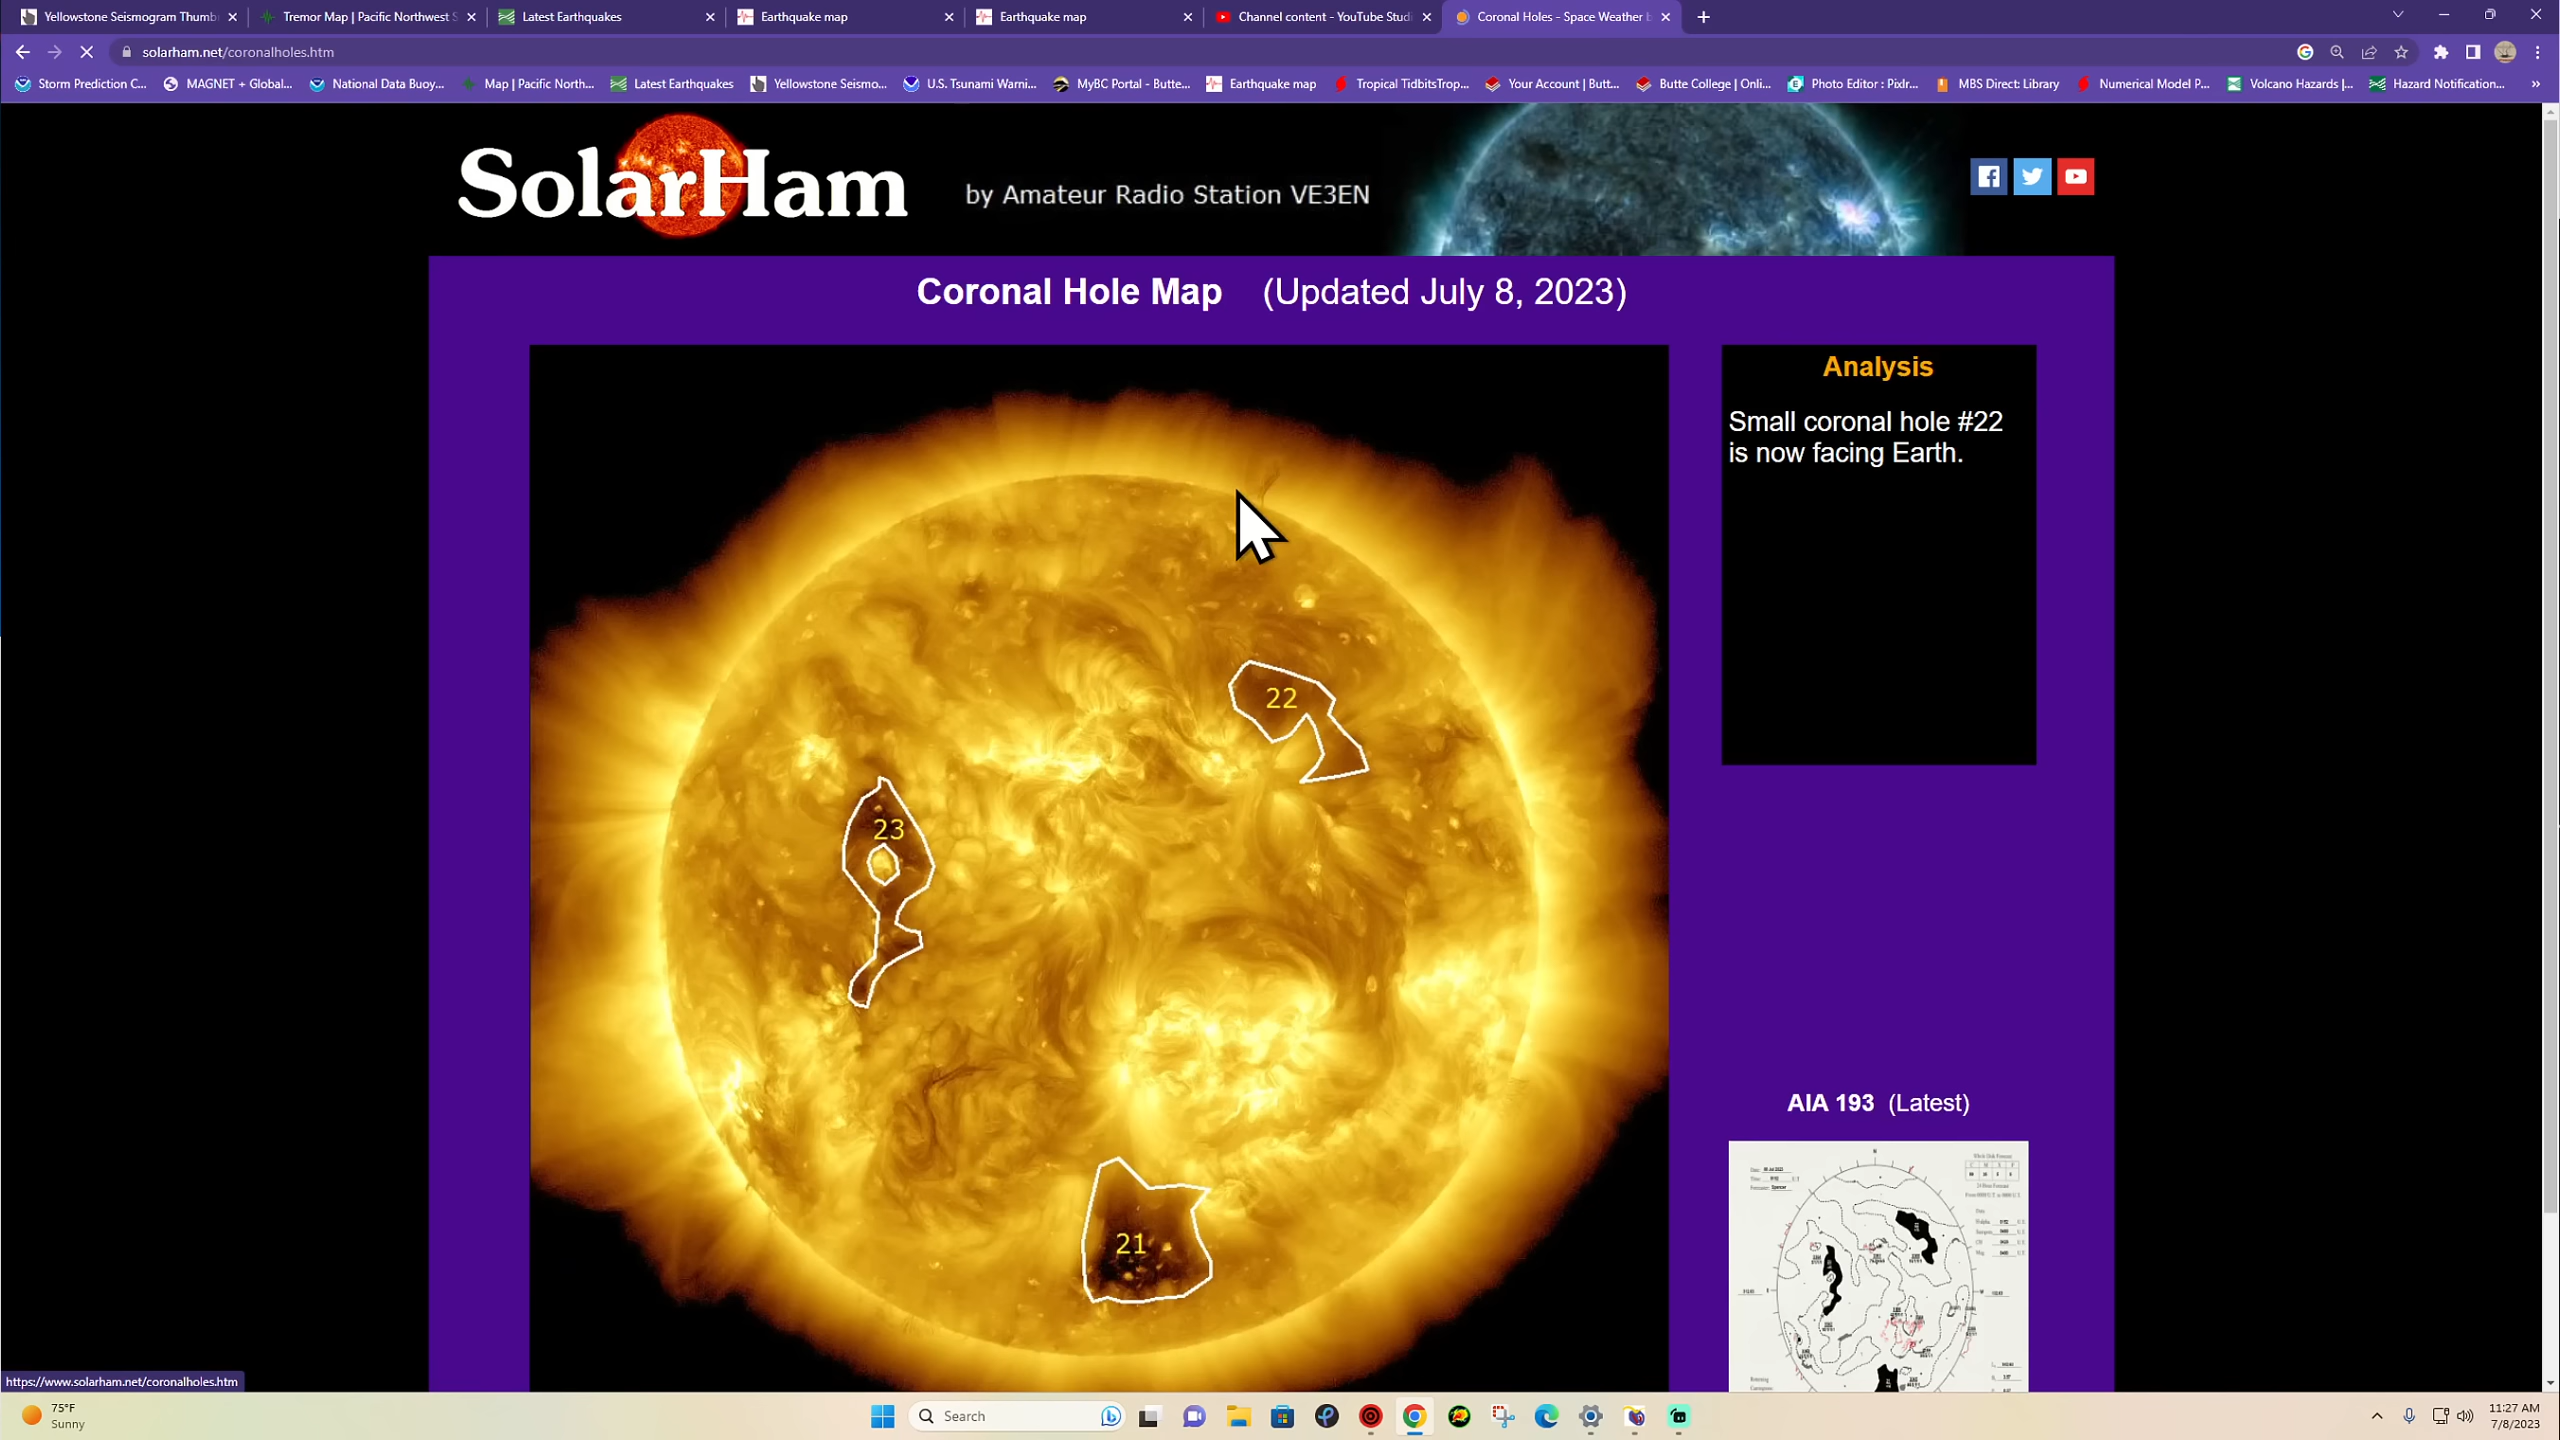 Yellowstone Seismogram Thumb
Tremor Map | Pacific Northwest S
Latest Earthquakes
Earthquake map
Earthquake map
Channel content - YouTube Studi
Coronal Holes - Space Weather b
solarham.net/coronalholes.htm
Storm Prediction C...
MAGNET + Global...
National Data Buoy...
Map | Pacific North...
Latest Earthquakes
Yellowstone Seismo...
U.S. Tsunami Warni...
MyBC Portal - Butte...
Earthquake map
Tropical TidbitsTrop...
Your Account | Butt...
Butte College | Onli...
Photo Editor : Pixlr...
MBS Direct: Library
Numerical Model P...
Volcano Hazards |...
Hazard Notification...
SolarHam
by Amateur Radio Station VE3EN
Coronal Hole Map (Updated July 8, 2023)
Analysis
Small coronal hole #22
is now facing Earth.
22
23
21
AIA 193 (Latest)
https://www.solarham.net/coronalholes.htm
75°F
Sunny
Search
11:27 AM
7/8/2023